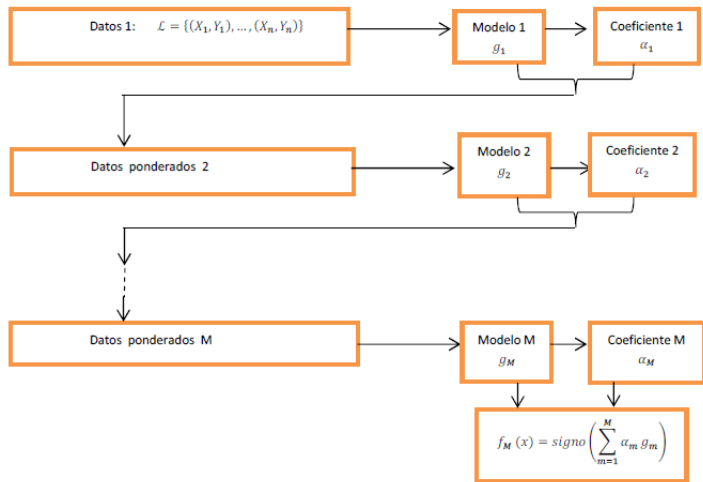 Datos 1: ℒ = {(X₁, Y₁), …, (Xₙ, Yₙ)}
Modelo 1
g₁
Coeficiente 1
α₁
Datos ponderados 2
Modelo 2
g₂
Coeficiente 2
α₂
Datos ponderados M
Modelo M
g_M
Coeficiente M
α_M
f_M (x) = signo(∑_{m=1}^{M} α_m g_m)